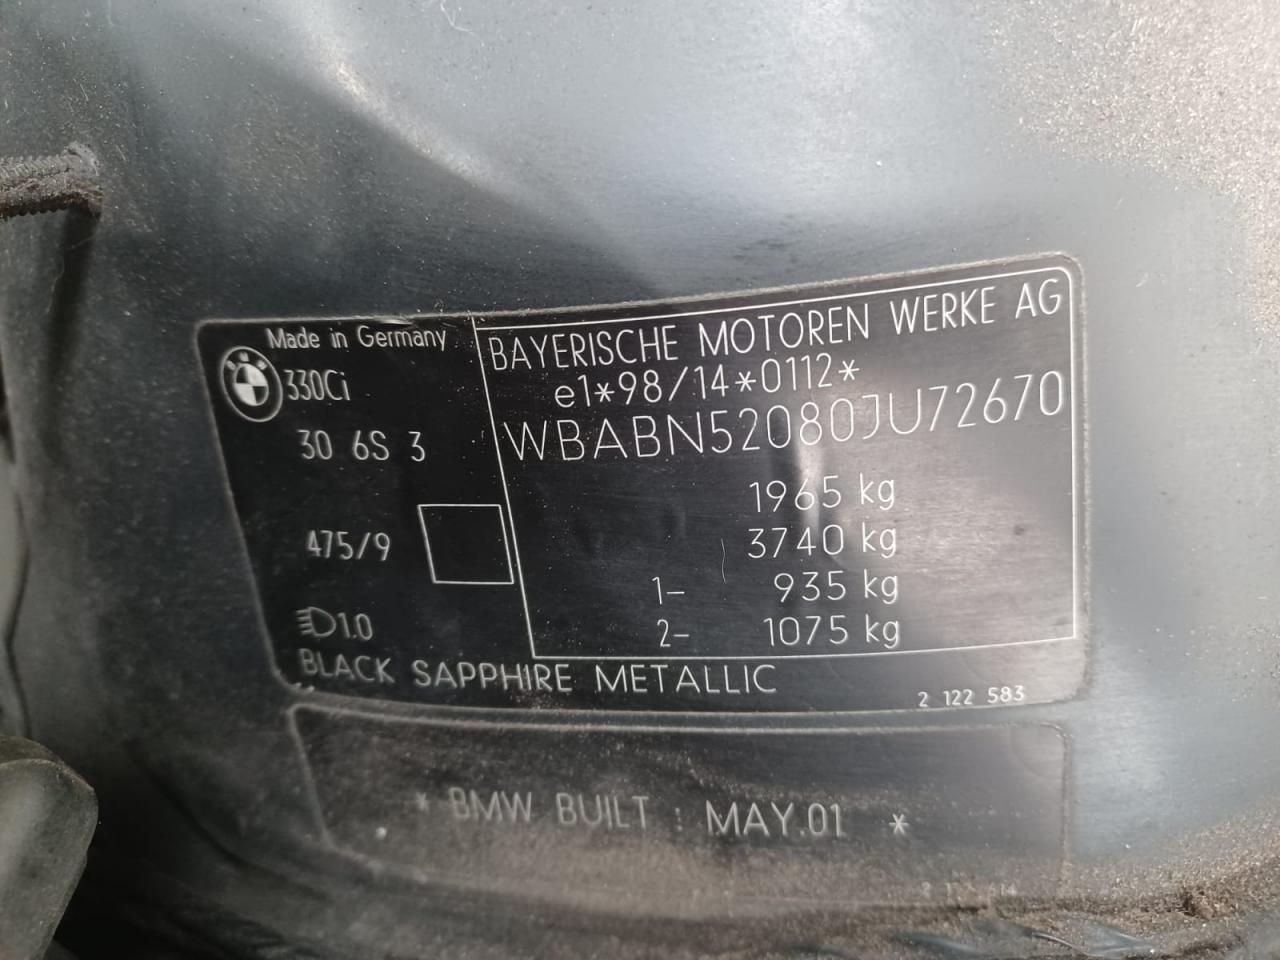 Made in Germany
330Ci
30 6S 3
475/9
1.0
BLACK SAPPHIRE METALLIC
BAYERISCHE MOTOREN WERKE AG
e1*98/14*0112*
WBABN52080JU72670
1965 kg
3740 kg
1- 935 kg
2- 1075 kg
2 122 583
* BMW BUILT : MAY.01 *